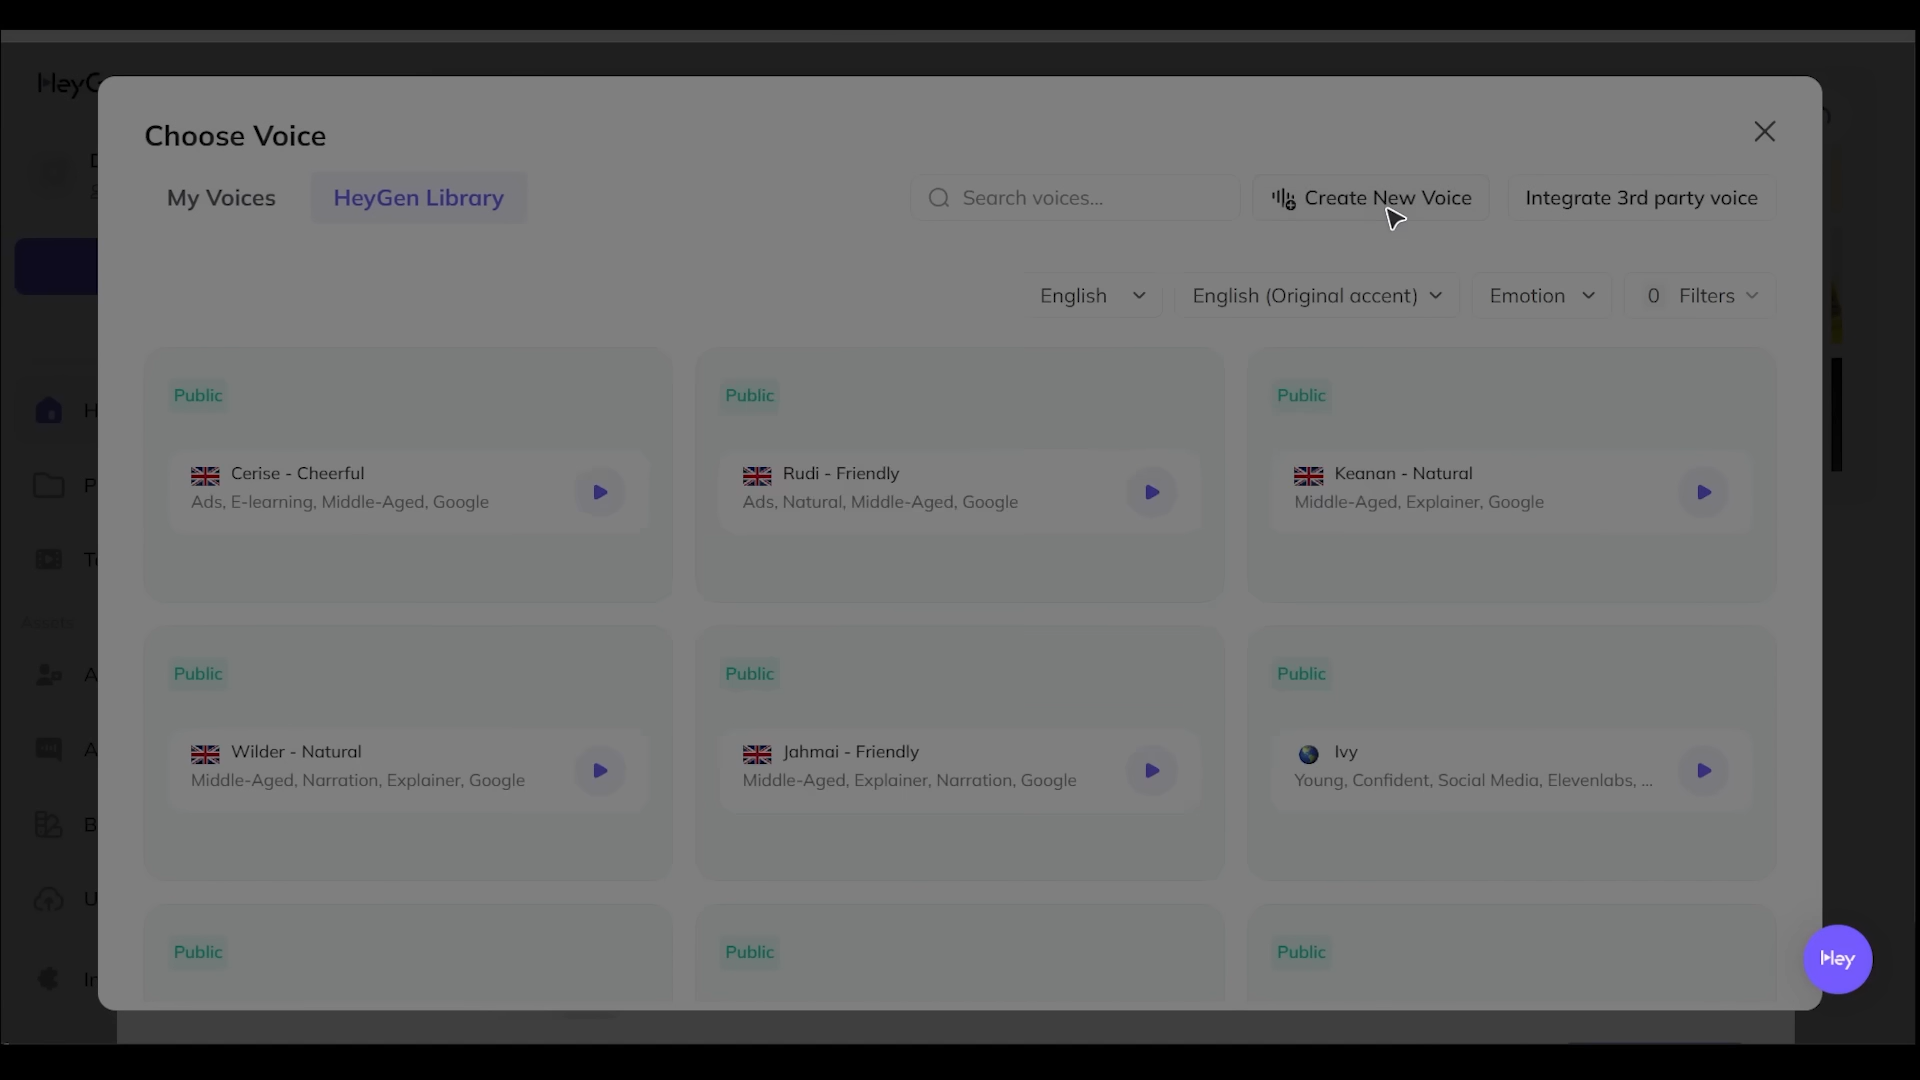 HeyG
Choose Voice
My Voices
HeyGen Library
Search voices...
Create New Voice
Integrate 3rd party voice
English
English (Original accent)
Emotion
0 Filters
Public
Public
Public
Cerise - Cheerful
Ads, E-learning, Middle-Aged, Google
Rudi - Friendly
Ads, Natural, Middle-Aged, Google
Keanan - Natural
Middle-Aged, Explainer, Google
Assets
Public
Public
Public
Wilder - Natural
Middle-Aged, Narration, Explainer, Google
Jahmai - Friendly
Middle-Aged, Explainer, Narration, Google
Ivy
Young, Confident, Social Media, Elevenlabs, ...
Public
Public
Public
Hey